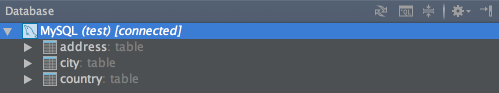 Database
MySQL (test) [connected]
address: table
city: table
country: table